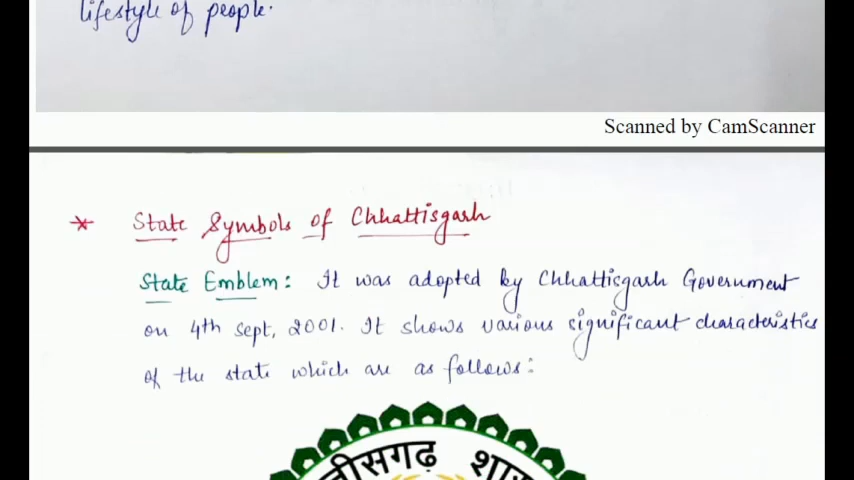 lifestyle of people.
Scanned by CamScanner
* State Symbols of Chhattisgarh
State Emblem: It was adopted by Chhattisgarh Government
on 4th Sept, 2001. It shows various significant characteristics
of the state which are as follows: